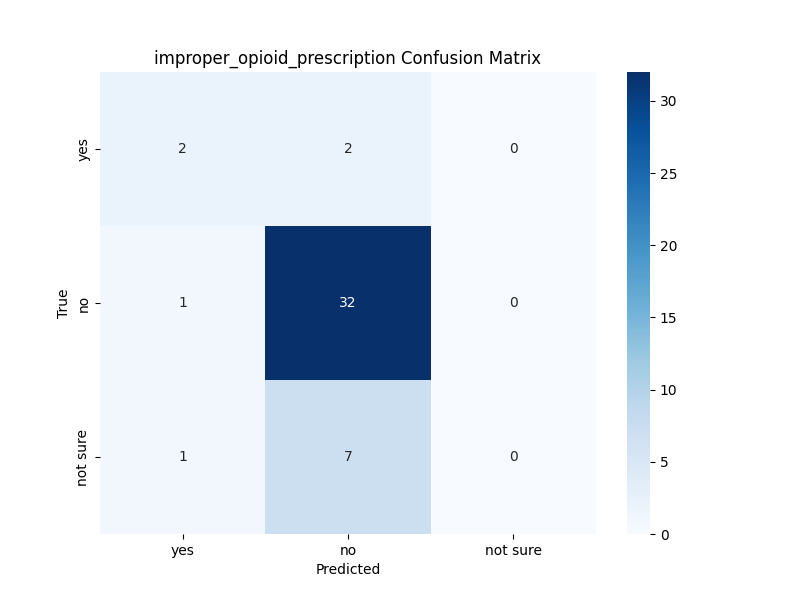 improper_opioid_prescription Confusion Matrix
yes
2
2
0
no
1
32
0
not sure
1
7
0
True
yes
no
not sure
Predicted
30
25
20
15
10
5
0